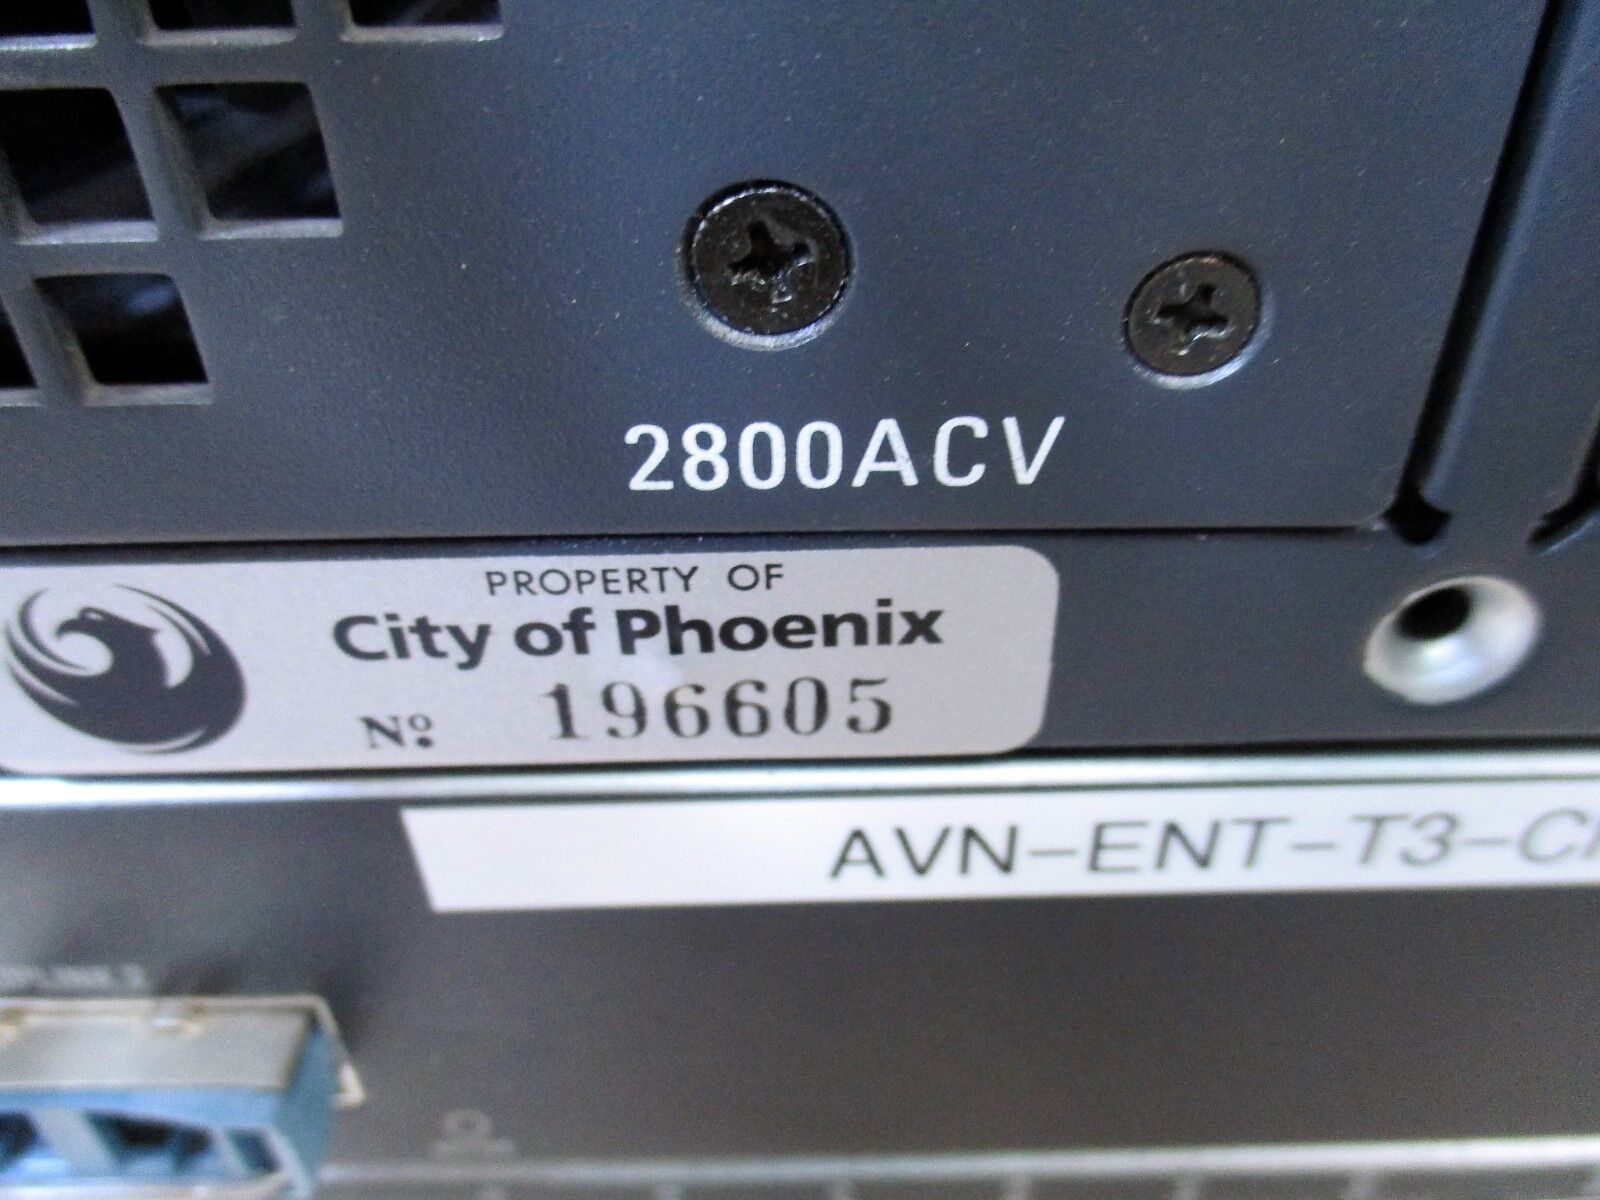 2800ACV
PROPERTY OF
City of Phoenix
Nº. 196605
AVN-ENT-T3-C